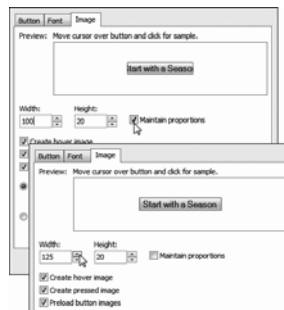 Button Font Image
Preview: Move cursor over button and click for sample.
tart with a Seaso
Width: Height:
100 20 Maintain proportions
Create hover image
Button Font Image
Preview: Move cursor over button and click for sample.
Start with a Season
Width: Height:
125 20 Maintain proportions
Create hover image
Create pressed image
Preload button images